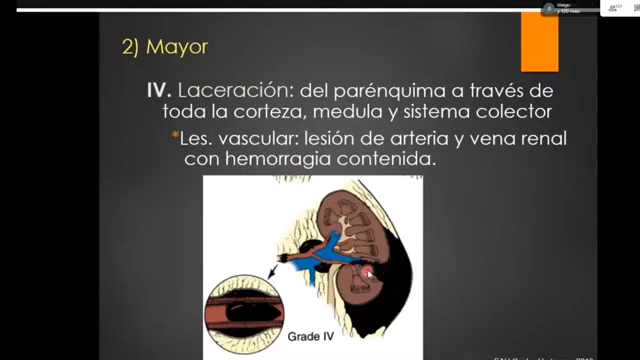 2) Mayor
IV. Laceración: del parénquima a través de
toda la corteza, medula y sistema colector
*Les. vascular: lesión de arteria y vena renal
con hemorragia contenida.
Grade IV